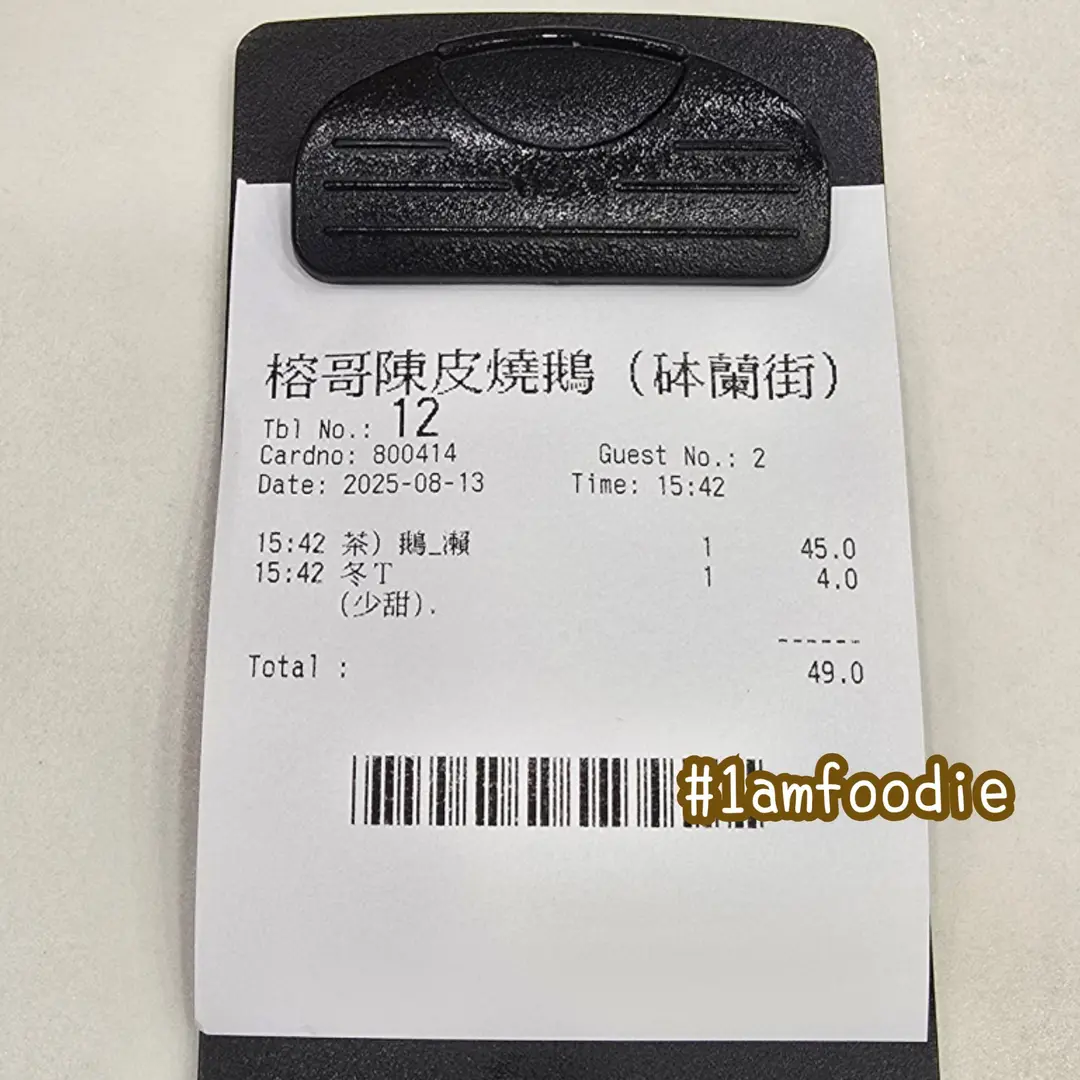 榕哥陳皮燒鵝（砵蘭街）
Tbl No.: 12
Cardno: 800414 Guest No.: 2
Date: 2025-08-13 Time: 15:42
15:42 茶）鵝_瀨 1 45.0
15:42 冬T 1 4.0
(少甜).
------
Total : 49.0
#1amfoodie